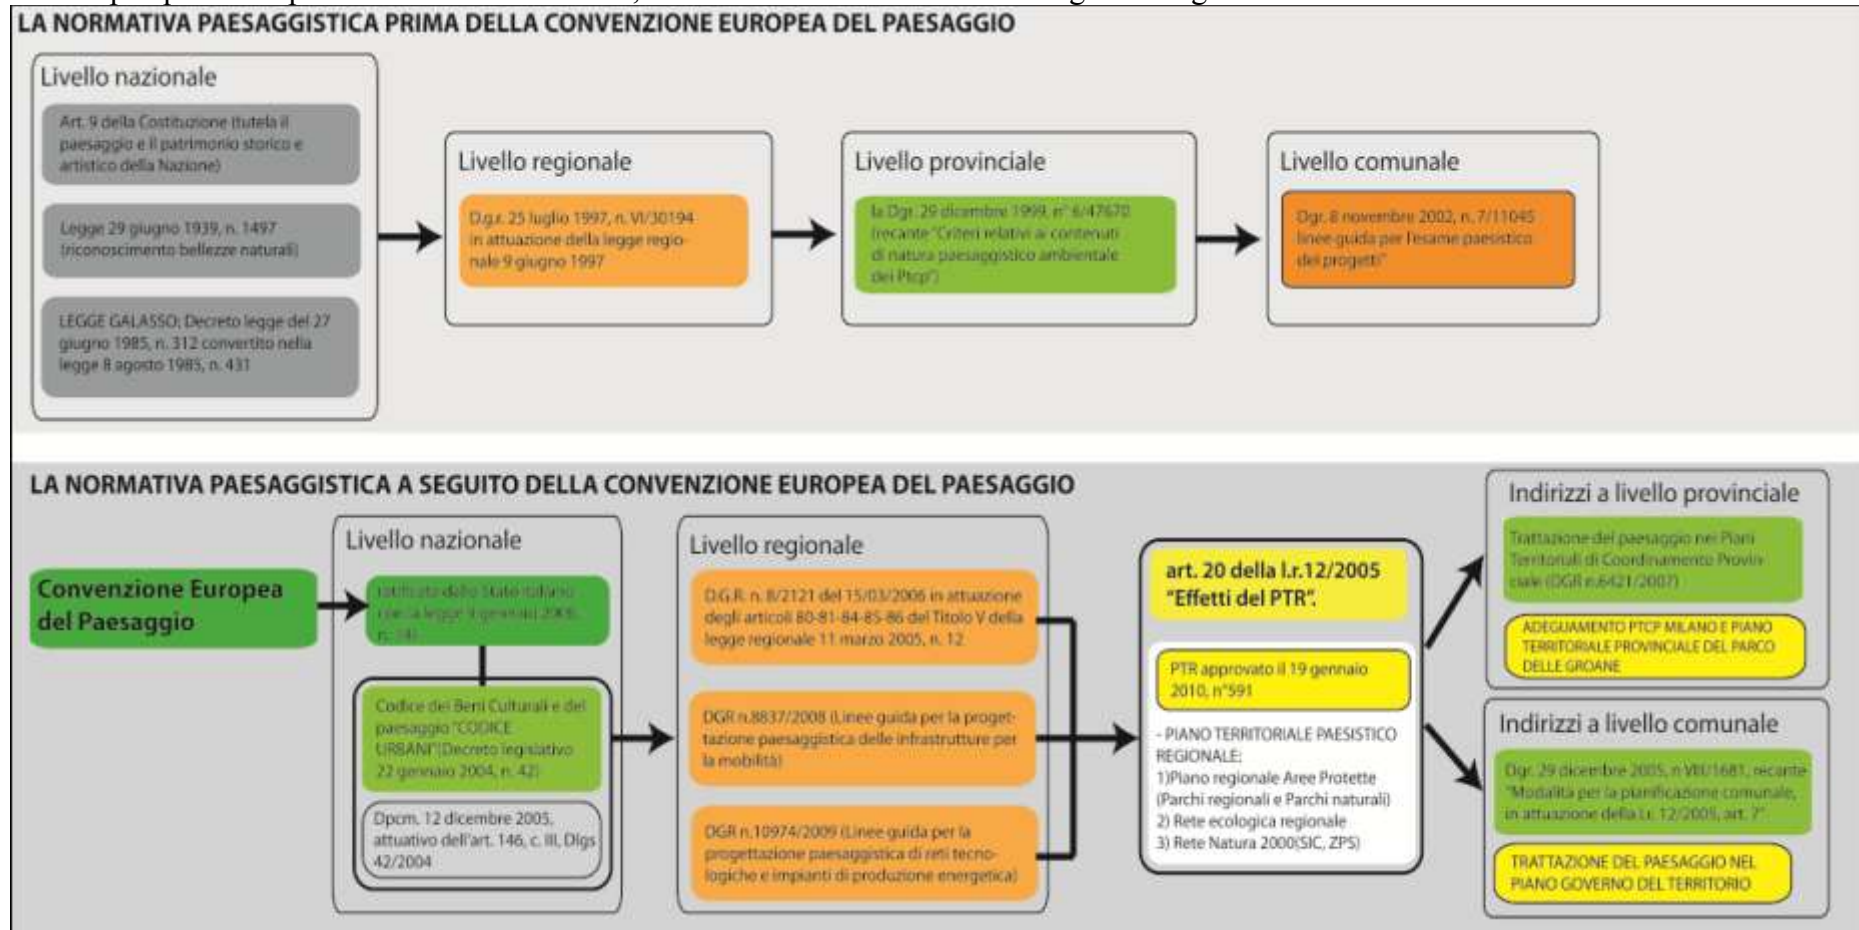 LA NORMATIVA PAESAGGISTICA PRIMA DELLA CONVENZIONE EUROPEA DEL PAESAGGIO
Livello nazionale
Art. 9 della Costituzione (tutela il
paesaggio e il patrimonio storico e
artistico della Nazione)
Legge 29 giugno 1939, n. 1497
(riconoscimento bellezze naturali)
LEGGE GALASSO: Decreto legge del 27
giugno 1985, n. 312 convertito nella
legge 8 agosto 1985, n. 431
Livello regionale
D.g.r. 25 luglio 1997, n. VI/30194
in attuazione della legge regio-
nale 9 giugno 1997
Livello provinciale
la Dgr. 29 dicembre 1999, n° 6/47670
(recante "Criteri relativi ai contenuti
di natura paesaggistico ambientale
dei Ptcp")
Livello comunale
Dgr. 8 novembre 2002, n. 7/11045
linee guida per l'esame paesistico
dei progetti"
LA NORMATIVA PAESAGGISTICA A SEGUITO DELLA CONVENZIONE EUROPEA DEL PAESAGGIO
Convenzione Europea
del Paesaggio
Livello nazionale
ratificata dallo Stato italiano
con la legge 9 gennaio 2006,
Codice dei Beni Culturali e del
paesaggio "CODICE
URBANI"(Decreto legislativo
22 gennaio 2004, n. 42)
Dpcm. 12 dicembre 2005,
attuativo dell'art. 146, c. III, Dlgs
42/2004
Livello regionale
D.G.R. n. 8/2121 del 15/03/2006 in attuazione
degli articoli 80-81-84-85-86 del Titolo V della
legge regionale 11 marzo 2005, n. 12
DGR n.8837/2008 (Linee guida per la proget-
tazione paesaggistica delle infrastrutture per
la mobilità)
DGR n.10974/2009 (Linee guida per la
progettazione paesaggistica di reti tecno-
logiche e impianti di produzione energetica)
art. 20 della l.r.12/2005
"Effetti del PTR".
PTR approvato il 19 gennaio
2010, n°591
- PIANO TERRITORIALE PAESISTICO
REGIONALE:
1)Piano regionale Aree Protette
(Parchi regionali e Parchi naturali)
2) Rete ecologica regionale
3) Rete Natura 2000(SIC, ZPS)
Indirizzi a livello provinciale
Trattazione del paesaggio nei Piani
Territoriali di Coordinamento Provin-
ciale (DGR n.6421/2007)
ADEGUAMENTO PTCP MILANO E PIANO
TERRITORIALE PROVINCIALE DEL PARCO
DELLE GROANE
Indirizzi a livello comunale
Dgr. 29 dicembre 2005, n VIII/1681, recante
"Modalità per la pianificazione comunale,
in attuazione della l.r. 12/2005, art. 7"
TRATTAZIONE DEL PAESAGGIO NEL
PIANO GOVERNO DEL TERRITORIO